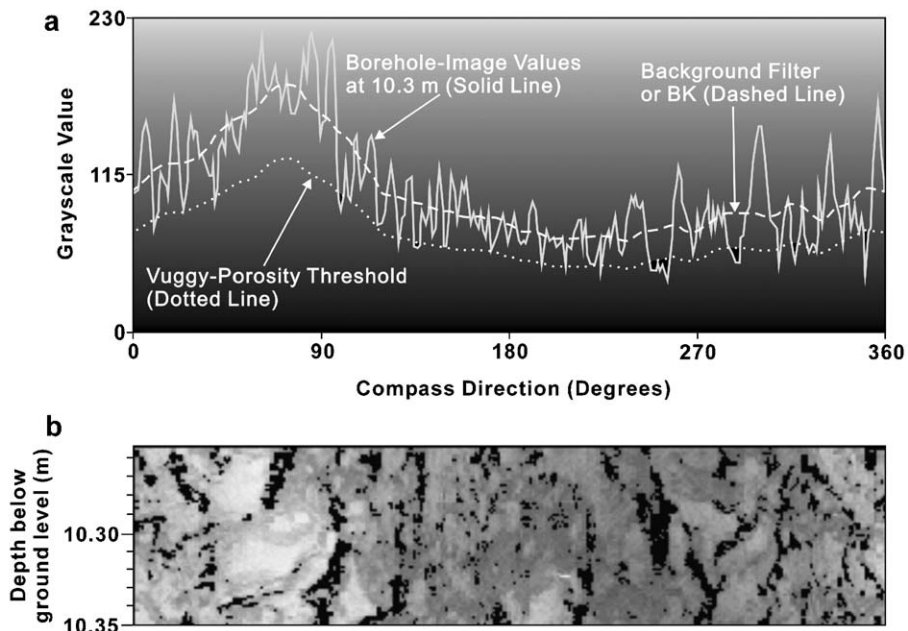 a
230
115
0
Grayscale Value
Borehole-Image Values
at 10.3 m (Solid Line)
Background Filter
or BK (Dashed Line)
Vuggy-Porosity Threshold
(Dotted Line)
0
90
180
270
360
Compass Direction (Degrees)
b
Depth below
ground level (m)
10.30
10.35